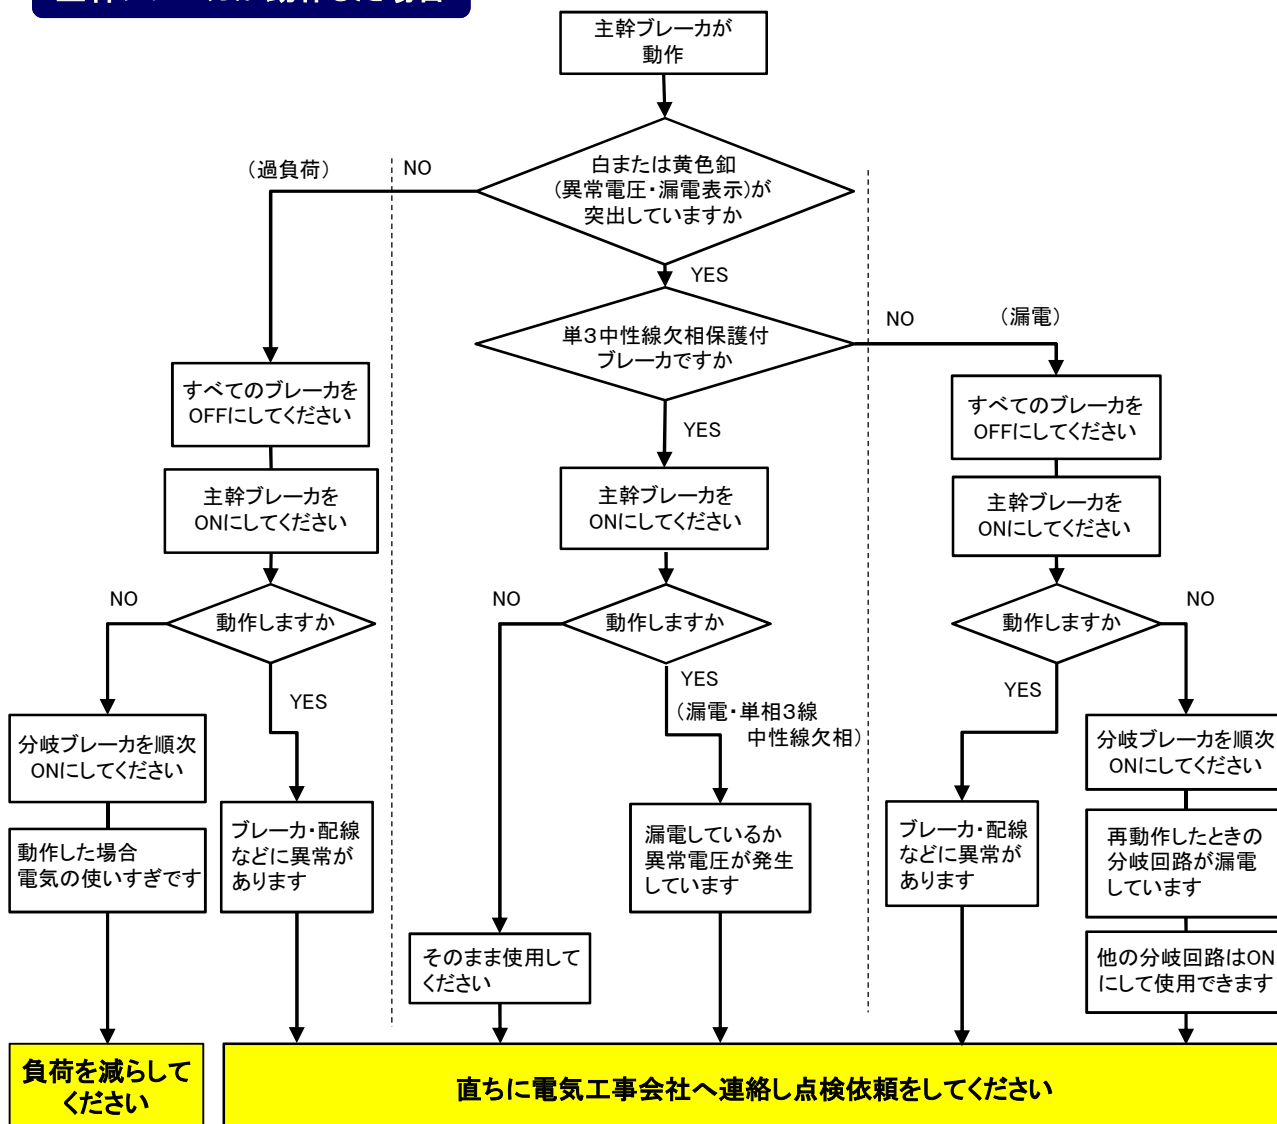 主幹ブレーカが
動作
白または黄色釦
(異常電圧・漏電表示)が
突出していますか
(過負荷)
NO
YES
単3中性線欠相保護付
ブレーカですか
NO
(漏電)
YES
すべてのブレーカを
OFFにしてください
主幹ブレーカを
ONにしてください
動作しますか
NO
YES
分岐ブレーカを順次
ONにしてください
動作した場合
電気の使いすぎです
ブレーカ・配線
などに異常が
あります
主幹ブレーカを
ONにしてください
動作しますか
NO
YES
(漏電・単相3線
中性線欠相)
漏電しているか
異常電圧が発生
しています
そのまま使用して
ください
すべてのブレーカを
OFFにしてください
主幹ブレーカを
ONにしてください
動作しますか
YES
NO
ブレーカ・配線
などに異常が
あります
分岐ブレーカを順次
ONにしてください
再動作したときの
分岐回路が漏電
しています
他の分岐回路はON
にして使用できます
負荷を減らして
ください
直ちに電気工事会社へ連絡し点検依頼をしてください